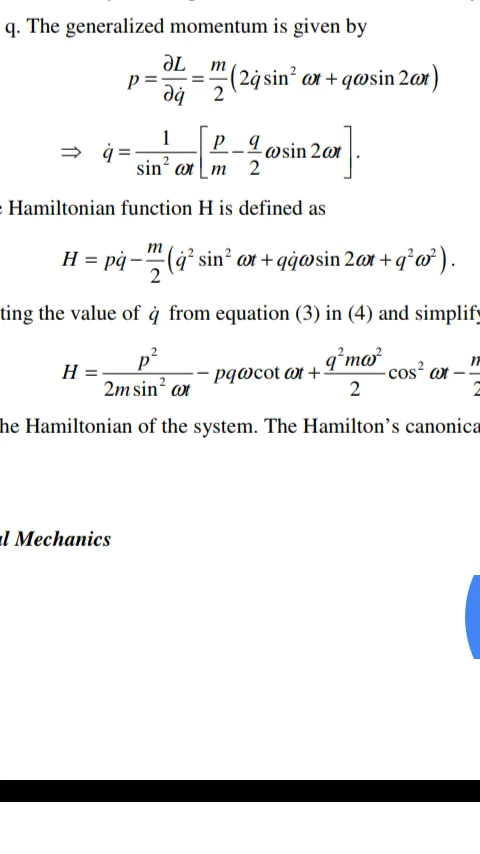 q. The generalized momentum is given by
p = ∂L/∂q̇ = m/2 (2q̇ sin² ωt + qω sin 2ωt)
⇒ q̇ = 1/sin² ωt [p/m − q/2 ω sin 2ωt].
Hamiltonian function H is defined as
H = pq̇ − m/2 (q̇² sin² ωt + qq̇ω sin 2ωt + q²ω²).
ting the value of q̇ from equation (3) in (4) and simplify
H = p²/2m sin² ωt − pqω cot ωt + q²mω²/2 cos² ωt −
he Hamiltonian of the system. The Hamilton's canonica
l Mechanics